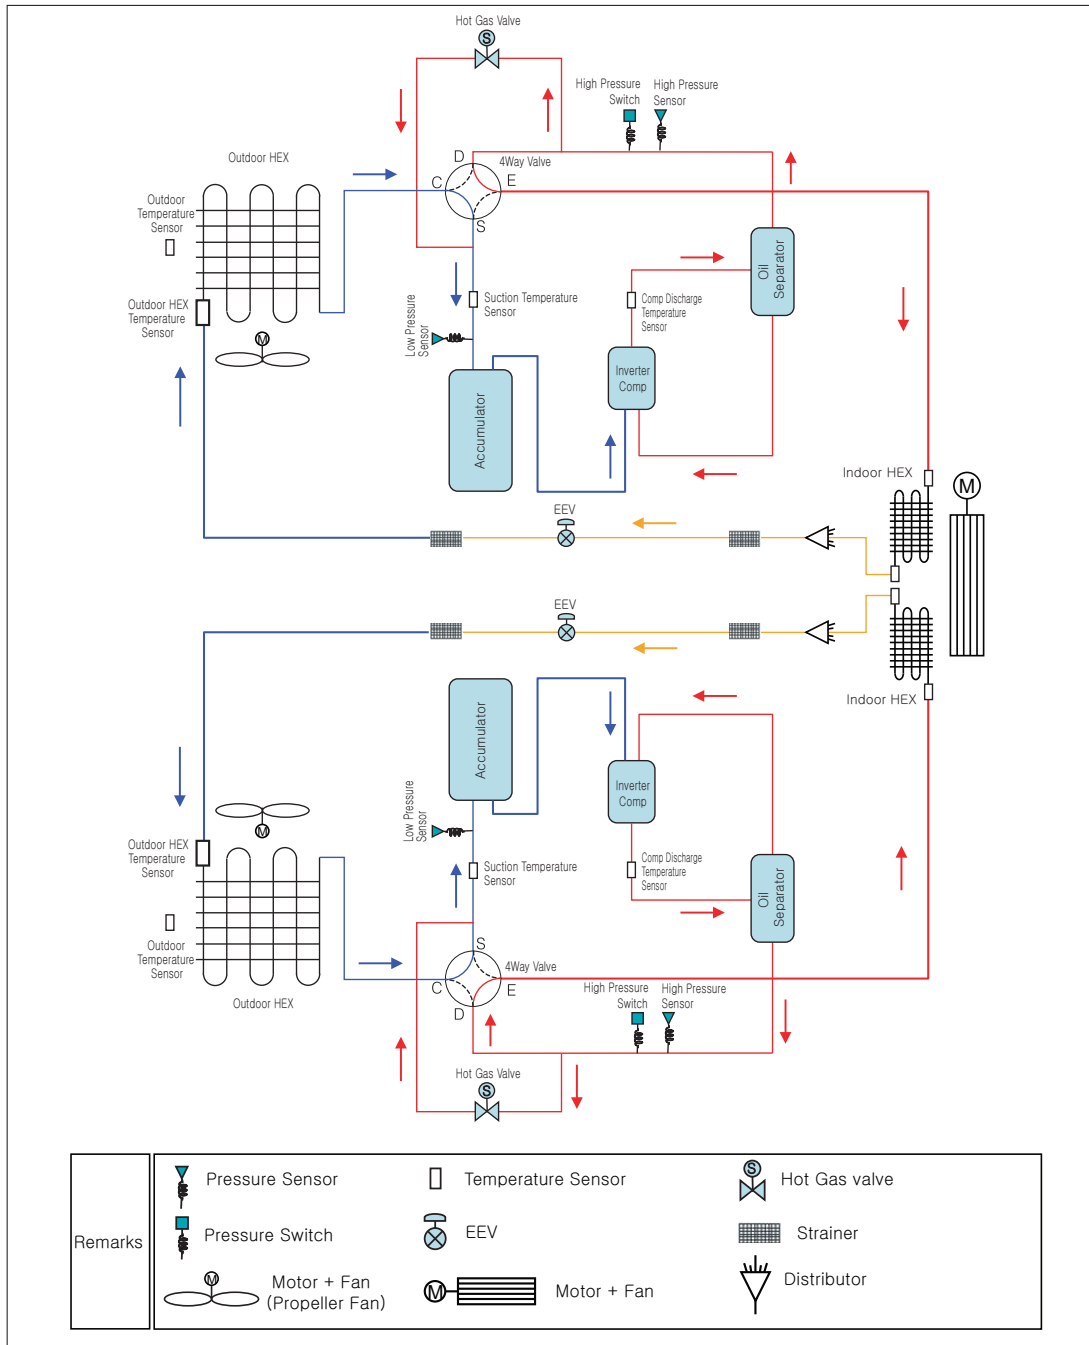 Hot Gas Valve
S
High Pressure
Switch
High Pressure
Sensor
Outdoor HEX
D
4Way Valve
C
E
S
Outdoor
Temperature
Sensor
Oil
Separator
Outdoor HEX
Temperature
Sensor
Suction Temperature
Sensor
Comp Discharge
Temperature
Sensor
Low Pressure
Sensor
M
Inverter
Comp
Accumulator
Indoor HEX
M
EEV
EEV
Indoor HEX
Accumulator
Inverter
Comp
Low Pressure
Sensor
M
Outdoor HEX
Temperature
Sensor
Suction Temperature
Sensor
Comp Discharge
Temperature
Sensor
Oil
Separator
Outdoor
Temperature
Sensor
Outdoor HEX
S
4Way Valve
C
E
D
High Pressure
Switch
High Pressure
Sensor
Hot Gas Valve
S
Remarks
Pressure Sensor
Temperature Sensor
S
Hot Gas valve
Pressure Switch
EEV
Strainer
M
Motor + Fan
(Propeller Fan)
M
Motor + Fan
Distributor